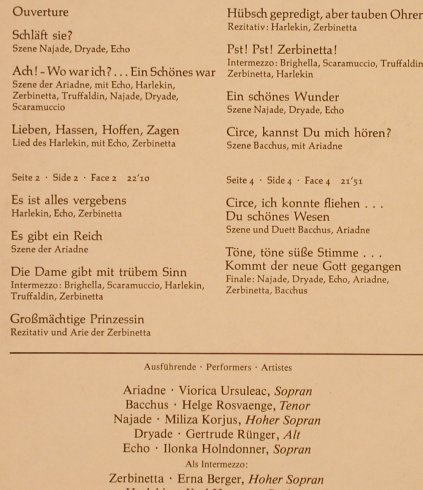 Ouverture
Schläft sie?
Szene Najade, Dryade, Echo
Ach! - Wo war ich? . . . Ein Schönes war
Szene der Ariadne, mit Echo, Harlekin,
Zerbinetta, Truffaldin, Najade, Dryade,
Scaramuccio
Lieben, Hassen, Hoffen, Zagen
Lied des Harlekin, mit Echo, Zerbinetta
Seite 2 · Side 2 · Face 2 22'10
Es ist alles vergebens
Harlekin, Echo, Zerbinetta
Es gibt ein Reich
Szene der Ariadne
Die Dame gibt mit trübem Sinn
Intermezzo: Brighella, Scaramuccio, Harlekin,
Truffaldin, Zerbinetta
Großmächtige Prinzessin
Rezitativ und Arie der Zerbinetta
Hübsch gepredigt, aber tauben Ohren
Rezitativ: Harlekin, Zerbinetta
Pst! Pst! Zerbinetta!
Intermezzo: Brighella, Scaramuccio, Truffaldin
Zerbinetta, Harlekin
Ein schönes Wunder
Szene Najade, Dryade, Echo
Circe, kannst Du mich hören?
Szene Bacchus, mit Ariadne
Seite 4 · Side 4 · Face 4 21'51
Circe, ich konnte fliehen . . .
Du schönes Wesen
Szene und Duett Bacchus, Ariadne
Töne, töne süße Stimme . . .
Kommt der neue Gott gegangen
Finale: Najade, Dryade, Echo, Ariadne,
Zerbinetta, Bacchus
Ausführende · Performers · Artistes
Ariadne · Viorica Ursuleac, Sopran
Bacchus · Helge Rosvaenge, Tenor
Najade · Miliza Korjus, Hoher Sopran
Dryade · Gertrude Rünger, Alt
Echo · Ilonka Holndonner, Sopran
Als Intermezzo:
Zerbinetta · Erna Berger, Hoher Sopran